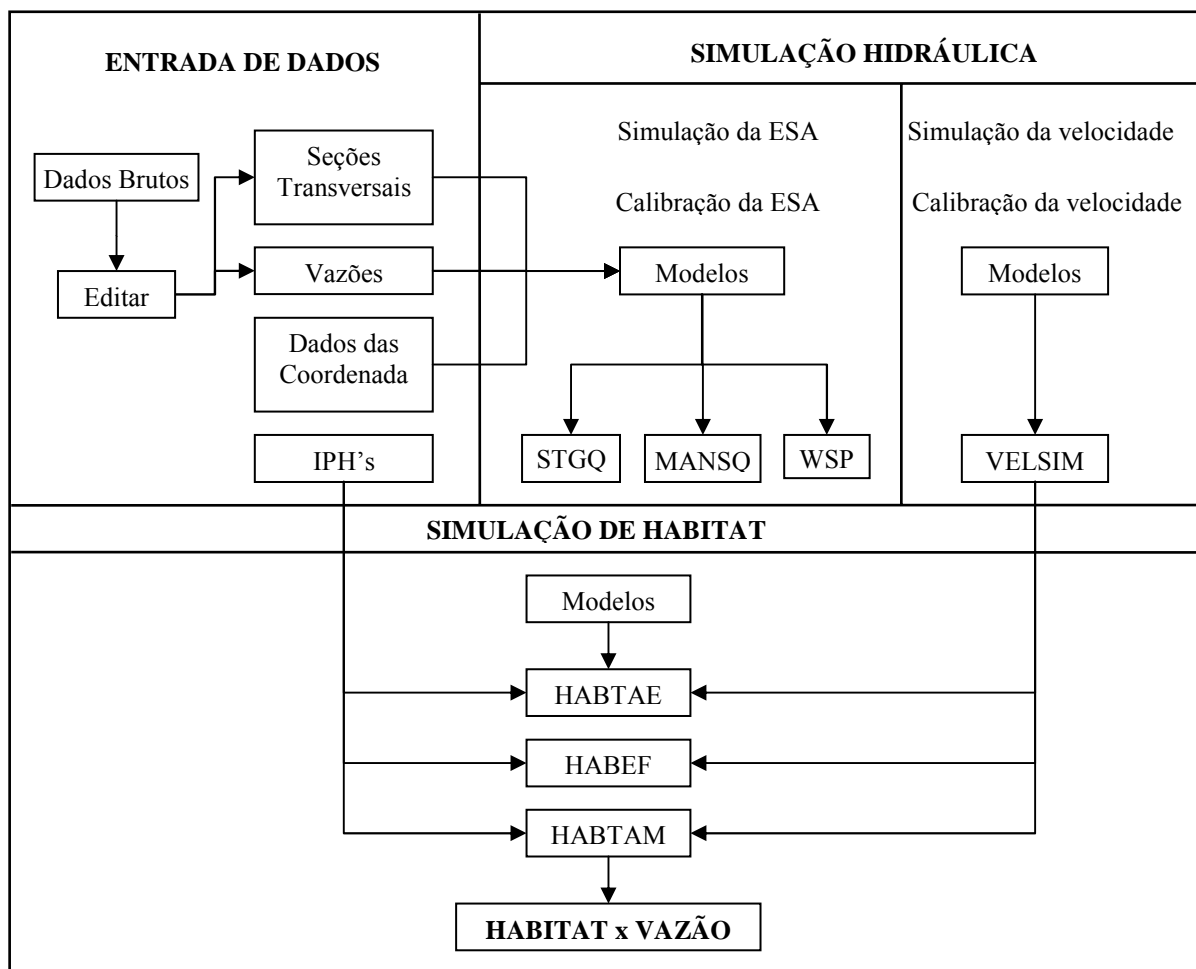 ENTRADA DE DADOS
SIMULAÇÃO HIDRÁULICA
Dados Brutos
Editar
Seções
Transversais
Vazões
Dados das
Coordenada
IPH’s
Simulação da ESA
Calibração da ESA
Modelos
STGQ
MANSQ
WSP
Simulação da velocidade
Calibração da velocidade
Modelos
VELSIM
SIMULAÇÃO DE HABITAT
Modelos
HABTAE
HABEF
HABTAM
HABITAT x VAZÃO